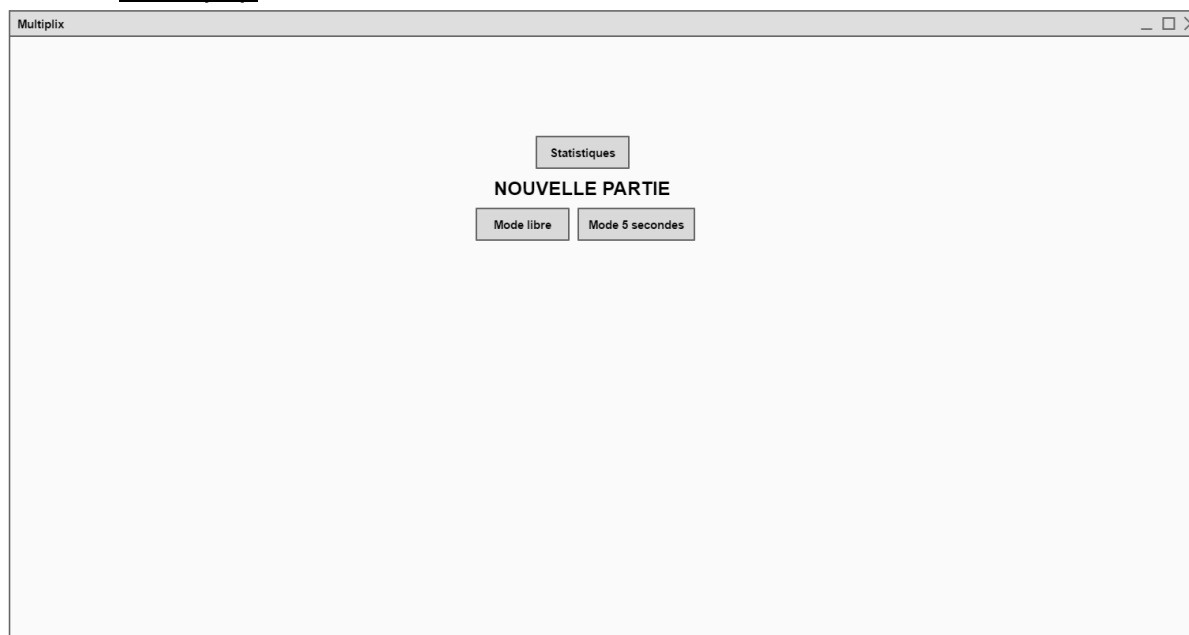 Multiplix
Statistiques
NOUVELLE PARTIE
Mode libre
Mode 5 secondes